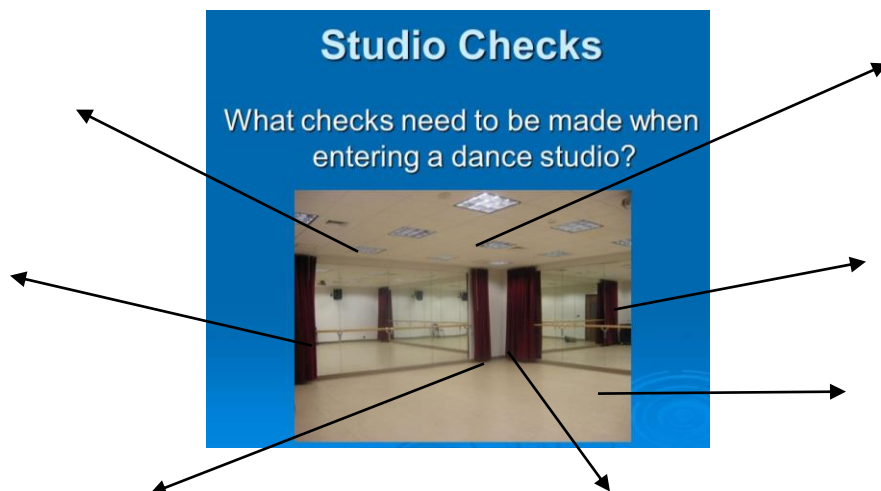 Studio Checks
What checks need to be made when
entering a dance studio?